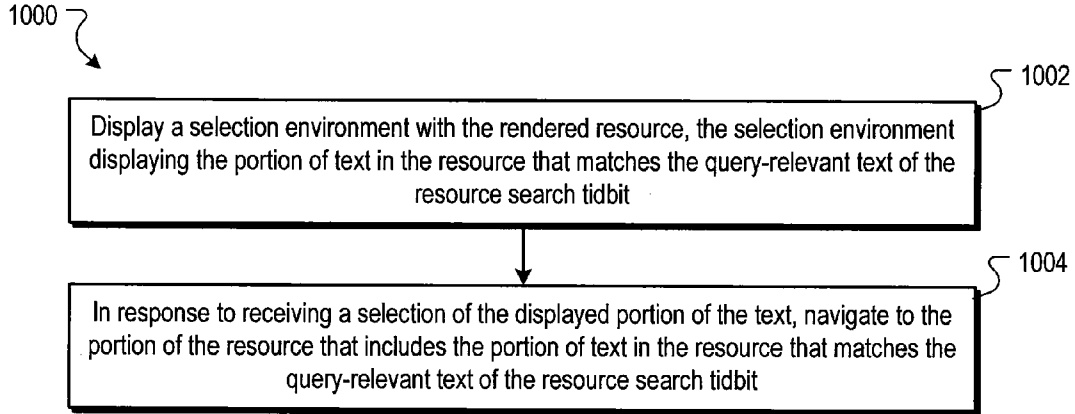 1000
1002
Display a selection environment with the rendered resource, the selection environment
displaying the portion of text in the resource that matches the query-relevant text of the
resource search tidbit
1004
In response to receiving a selection of the displayed portion of the text, navigate to the
portion of the resource that includes the portion of text in the resource that matches the
query-relevant text of the resource search tidbit